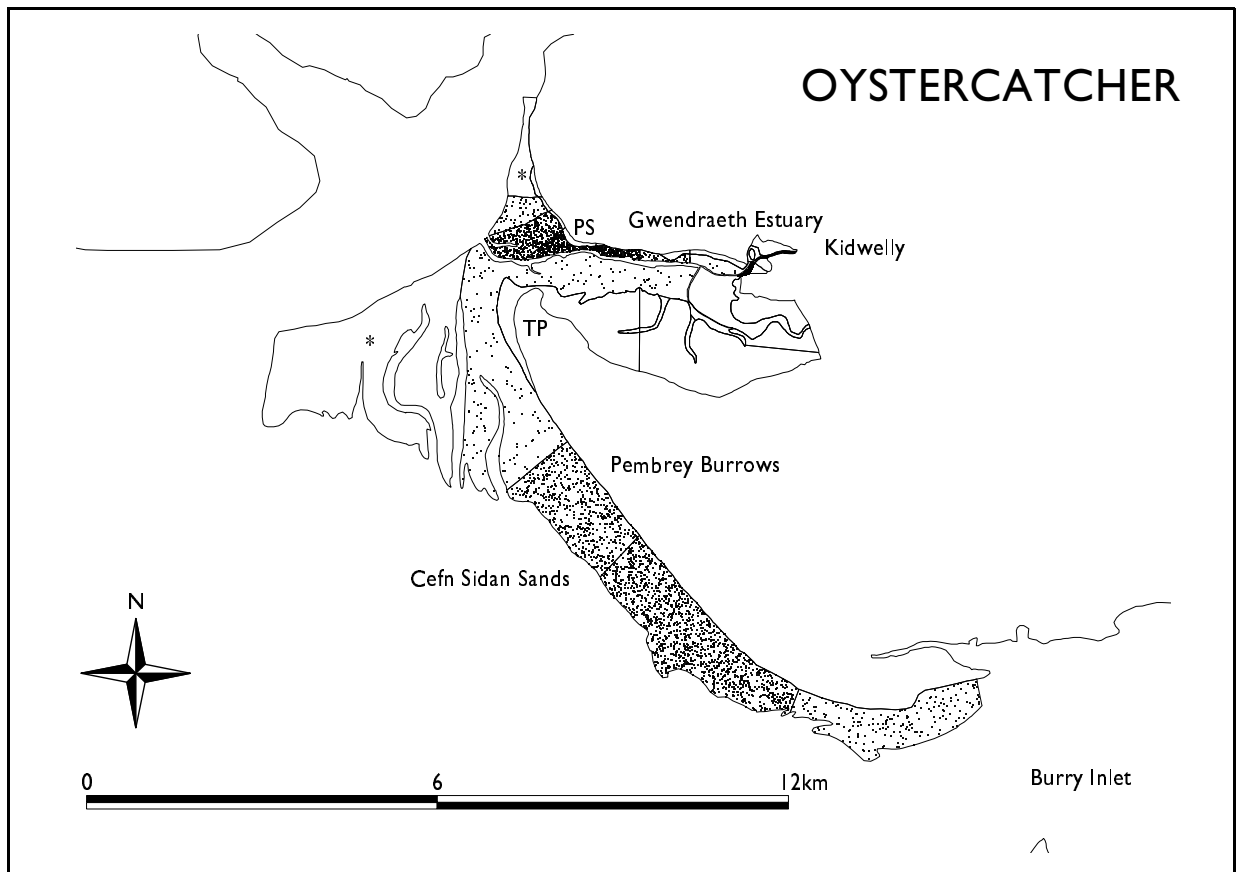 OYSTERCATCHER
*
PS
Gwendraeth Estuary
Kidwelly
TP
*
Pembrey Burrows
Cefn Sidan Sands
N
0
6
12km
Burry Inlet